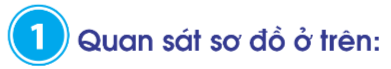 1 Quan sát sơ đồ ở trên: